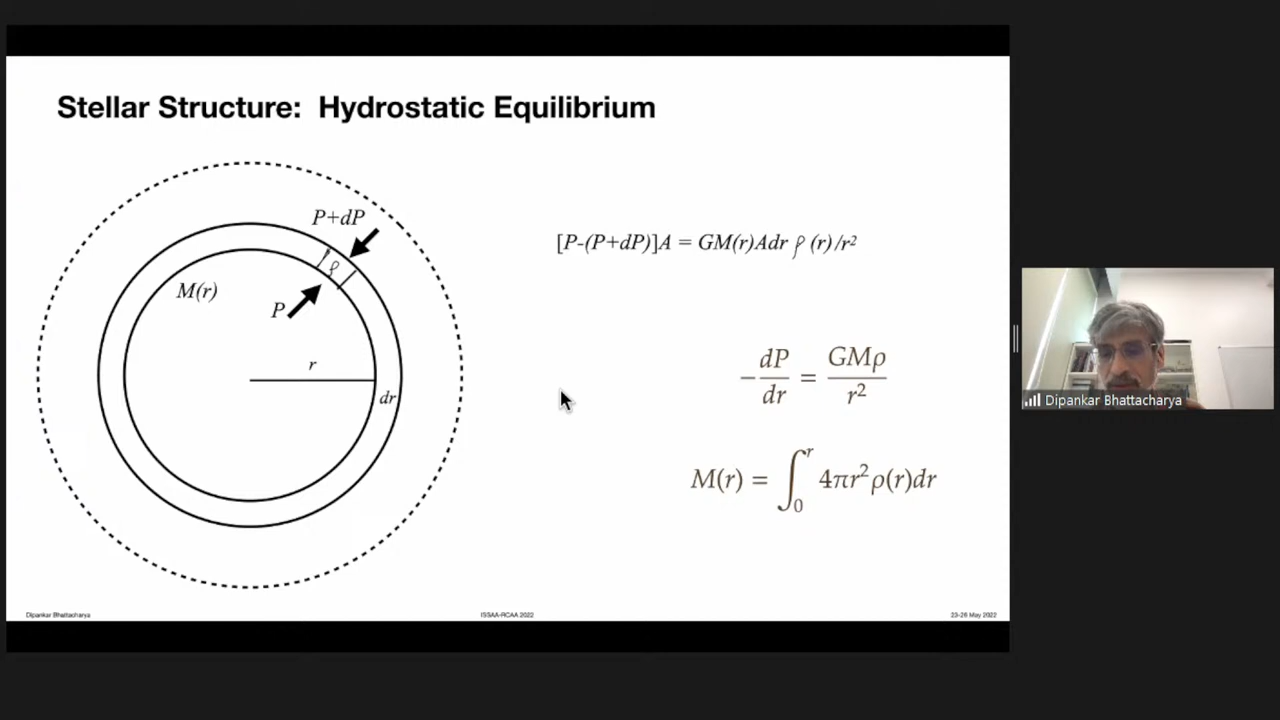 Stellar Structure: Hydrostatic Equilibrium
P+dP
ρ
M(r)
P
r
dr
[P-(P+dP)]A = GM(r)Adr ρ (r)/r²
−dP/dr = GMρ/r²
M(r) = ∫₀ʳ 4πr²ρ(r)dr
Dipankar Bhattacharya
Dipankar Bhattacharya
ISSAA-RCAA 2022
23-28 May 2022